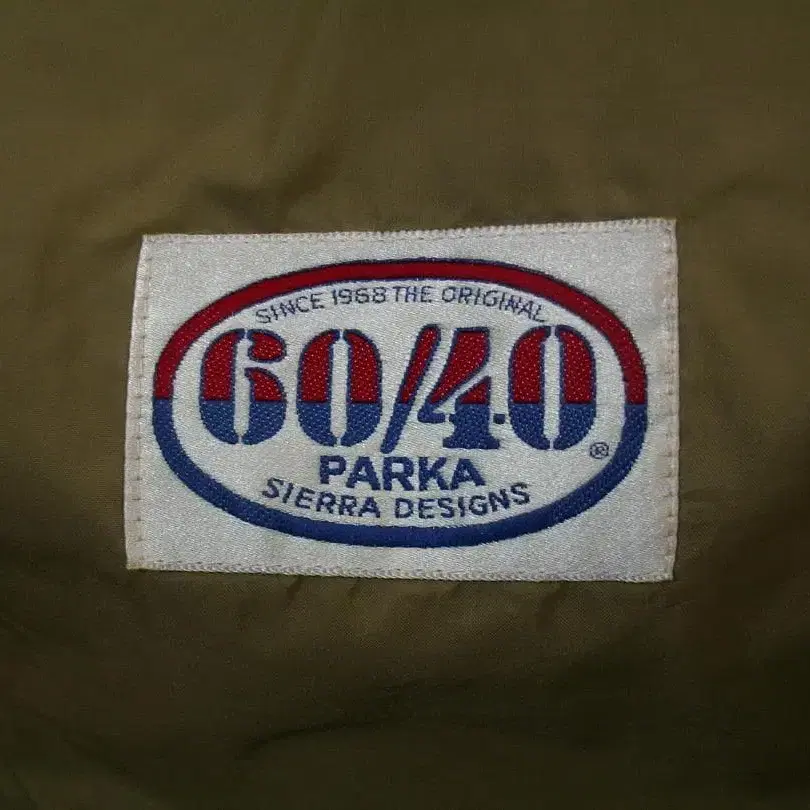 SINCE 1968 THE ORIGINAL
60/40
®
PARKA
SIERRA DESIGNS